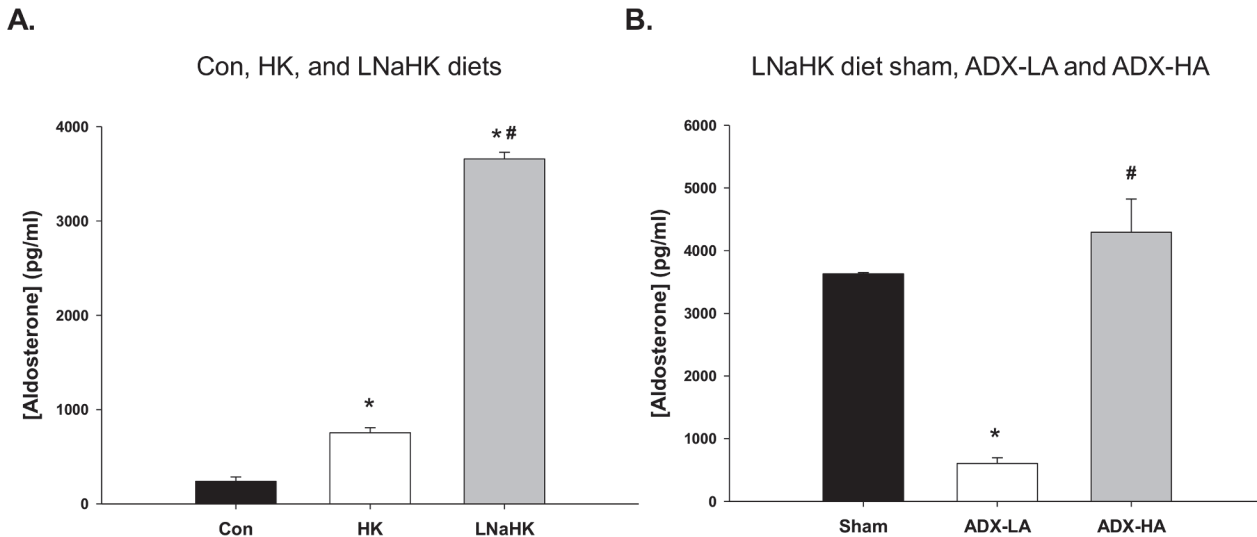 A.
Con, HK, and LNaHK diets
[Aldosterone] (pg/ml)
4000
3000
2000
1000
0
*
* #
Con HK LNaHK
B.
LNaHK diet sham, ADX-LA and ADX-HA
[Aldosterone] (pg/ml)
6000
5000
4000
3000
2000
1000
0
*
#
Sham ADX-LA ADX-HA